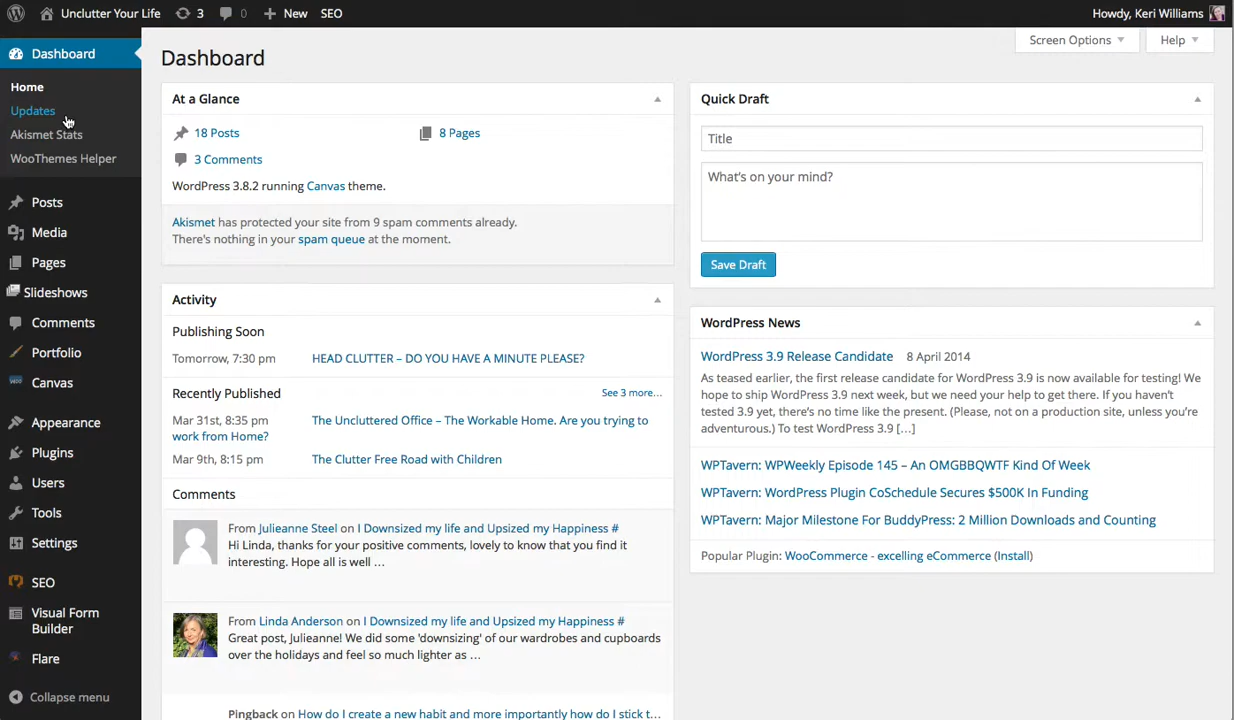 Unclutter Your Life 3 0 New SEO Howdy, Keri Williams
Screen Options Help
Dashboard
Home
Updates
Akismet Stats
WooThemes Helper
Posts
Media
Pages
Slideshows
Comments
Portfolio
Canvas
Appearance
Plugins
Users
Tools
Settings
SEO
Visual Form
Builder
Flare
Collapse menu
Dashboard
At a Glance
18 Posts 8 Pages
3 Comments
WordPress 3.8.2 running Canvas theme.
Akismet has protected your site from 9 spam comments already.
There's nothing in your spam queue at the moment.
Activity
Publishing Soon
Tomorrow, 7:30 pm HEAD CLUTTER – DO YOU HAVE A MINUTE PLEASE?
Recently Published See 3 more...
Mar 31st, 8:35 pm The Uncluttered Office – The Workable Home. Are you trying to
work from Home?
Mar 9th, 8:15 pm The Clutter Free Road with Children
Comments
From Julieanne Steel on I Downsized my life and Upsized my Happiness #
Hi Linda, thanks for your positive comments, lovely to know that you find it
interesting. Hope all is well …
From Linda Anderson on I Downsized my life and Upsized my Happiness #
Great post, Julieanne! We did some 'downsizing' of our wardrobes and cupboards
over the holidays and feel so much lighter as …
Pingback on How do I create a new habit and more importantly how do I stick t…
Quick Draft
Title
What's on your mind?
Save Draft
WordPress News
WordPress 3.9 Release Candidate 8 April 2014
As teased earlier, the first release candidate for WordPress 3.9 is now available for testing! We
hope to ship WordPress 3.9 next week, but we need your help to get there. If you haven't
tested 3.9 yet, there's no time like the present. (Please, not on a production site, unless you're
adventurous.) To test WordPress 3.9 […]
WPTavern: WPWeekly Episode 145 – An OMGBBQWTF Kind Of Week
WPTavern: WordPress Plugin CoSchedule Secures $500K In Funding
WPTavern: Major Milestone For BuddyPress: 2 Million Downloads and Counting
Popular Plugin: WooCommerce - excelling eCommerce (Install)